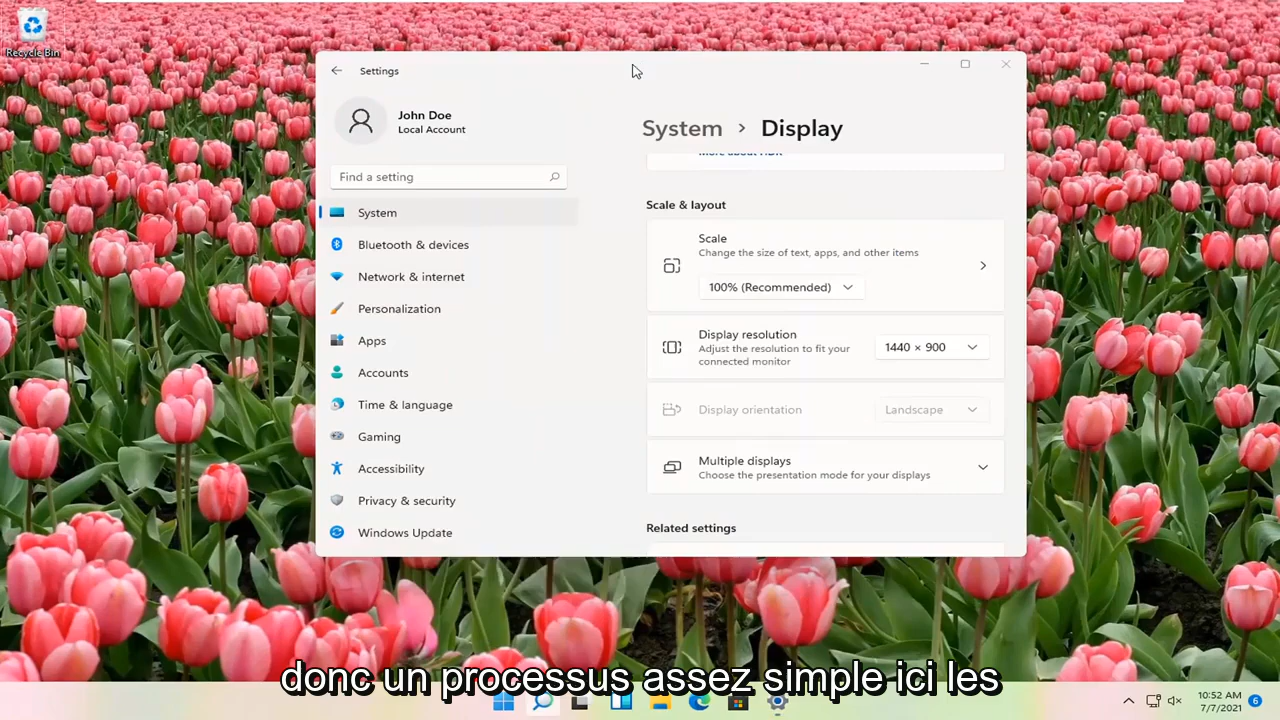 Recycle Bin
Settings
John Doe
Local Account
Find a setting
System
Bluetooth & devices
Network & internet
Personalization
Apps
Accounts
Time & language
Gaming
Accessibility
Privacy & security
Windows Update
System > Display
More about HDR
Scale & layout
Scale
Change the size of text, apps, and other items
100% (Recommended)
Display resolution
Adjust the resolution to fit your
connected monitor
1440 × 900
Display orientation
Landscape
Multiple displays
Choose the presentation mode for your displays
Related settings
donc un processus assez simple ici les
10:52 AM
7/7/2021
6